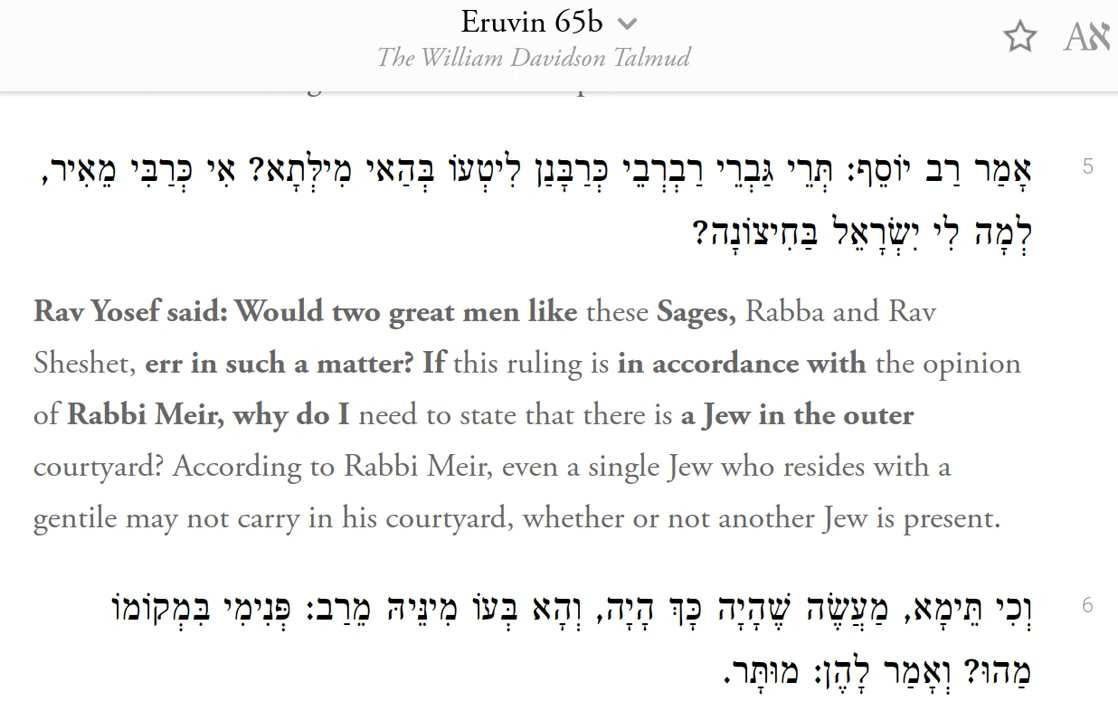 Eruvin 65b
The William Davidson Talmud
Aא
אָמַר רַב יוֹסֵף: תְּרֵי גַּבְרֵי רַבְרְבֵי כְּרַבָּנַן לִיטְעוֹ בְּהַאי מִילְּתָא? אִי כְּרַבִּי מֵאִיר,
5
לְמָה לִי יִשְׂרָאֵל בַּחִיצוֹנָה?
Rav Yosef said: Would two great men like these Sages, Rabba and Rav
Sheshet, err in such a matter? If this ruling is in accordance with the opinion
of Rabbi Meir, why do I need to state that there is a Jew in the outer
courtyard? According to Rabbi Meir, even a single Jew who resides with a
gentile may not carry in his courtyard, whether or not another Jew is present.
וְכִי תֵּימָא, מַעֲשֶׂה שֶׁהָיָה כָּךְ הָיָה, וְהָא בְּעוֹ מִינֵּיהּ מֵרַב: פְּנִימִי בִּמְקוֹמוֹ
6
מַהוּ? וְאָמַר לָהֶן: מוּתָּר.